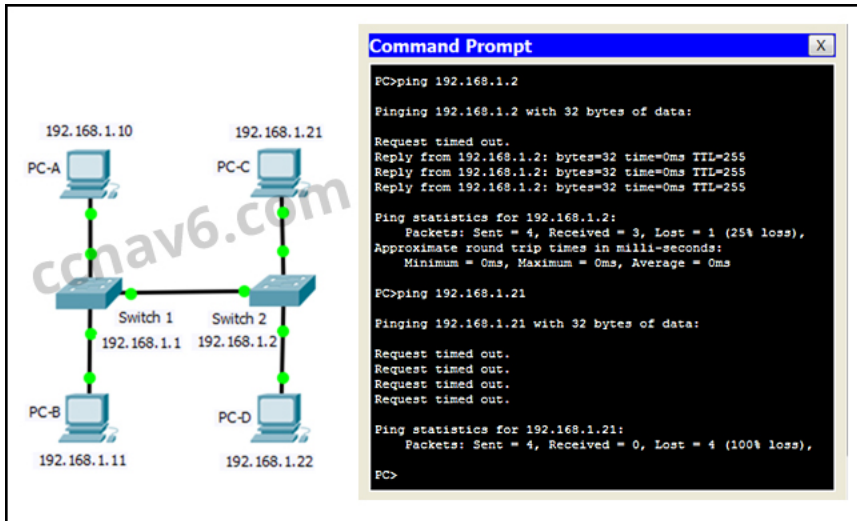 192.168.1.10
192.168.1.21
PC-A
PC-C
ccnav6.com
Switch 1
Switch 2
192.168.1.1
192.168.1.2
PC-B
PC-D
192.168.1.11
192.168.1.22
Command Prompt
X
PC>ping 192.168.1.2
Pinging 192.168.1.2 with 32 bytes of data:
Request timed out.
Reply from 192.168.1.2: bytes=32 time=0ms TTL=255
Reply from 192.168.1.2: bytes=32 time=0ms TTL=255
Reply from 192.168.1.2: bytes=32 time=0ms TTL=255
Ping statistics for 192.168.1.2:
Packets: Sent = 4, Received = 3, Lost = 1 (25% loss),
Approximate round trip times in milli-seconds:
Minimum = 0ms, Maximum = 0ms, Average = 0ms
PC>ping 192.168.1.21
Pinging 192.168.1.21 with 32 bytes of data:
Request timed out.
Request timed out.
Request timed out.
Request timed out.
Ping statistics for 192.168.1.21:
Packets: Sent = 4, Received = 0, Lost = 4 (100% loss),
PC>